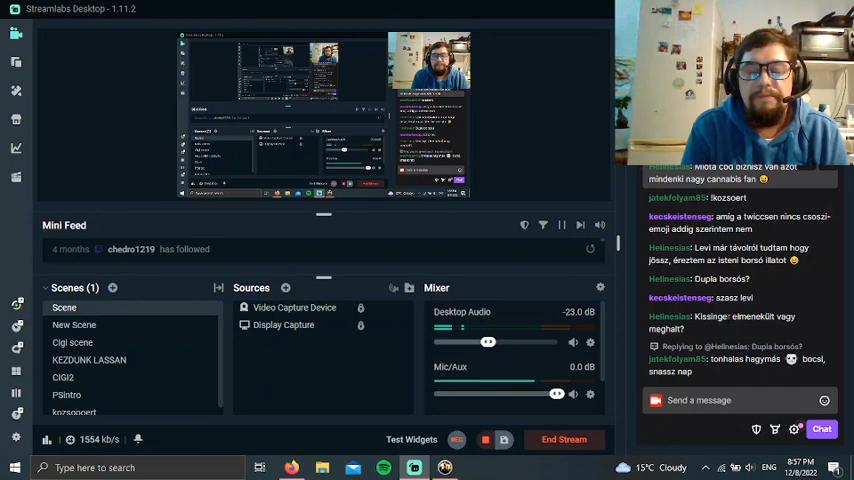 Streamlabs Desktop - 1.11.2
Mini Feed
4 months chedro1219 has followed
Scenes (1)
Scene
New Scene
Cigi scene
KEZDUNK LASSAN
CIGI2
PSintro
kozsoernt
Sources
Video Capture Device
Display Capture
Mixer
Desktop Audio -23.0 dB
Mic/Aux 0.0 dB
1554 kb/s
Test Widgets
REC
End Stream
Helinesias: Mióta cbd biznisz van azót
mindenki nagy cannabis fan
jatekfolyam85: !kozsoert
kecskeistenseg: amíg a twiccsen nincs csoszi-
emoji addig szerintem nem
Helinesias: Levi már távolról tudtam hogy
jössz, éreztem az isteni borsó illatot
Helinesias: Dupla borsós?
kecskeistenseg: szasz levi
Helinesias: Kissinger elmenekült vagy
meghalt?
Replying to @Helinesias: Dupla borsós?
jatekfolyam85: tonhalas hagymás bocsi,
snassz nap
Send a message
Chat
Type here to search
15°C Cloudy
ENG
8:57 PM
12/8/2022
1